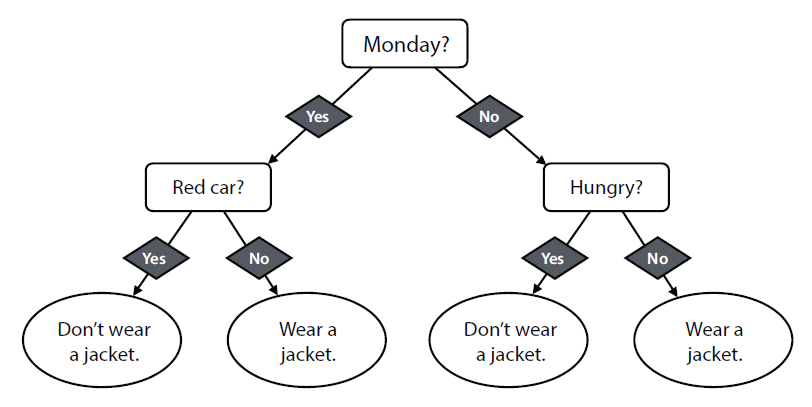 Monday?
Yes
No
Red car?
Hungry?
Yes
No
Yes
No
Don’t wear
a jacket.
Wear a
jacket.
Don’t wear
a jacket.
Wear a
jacket.